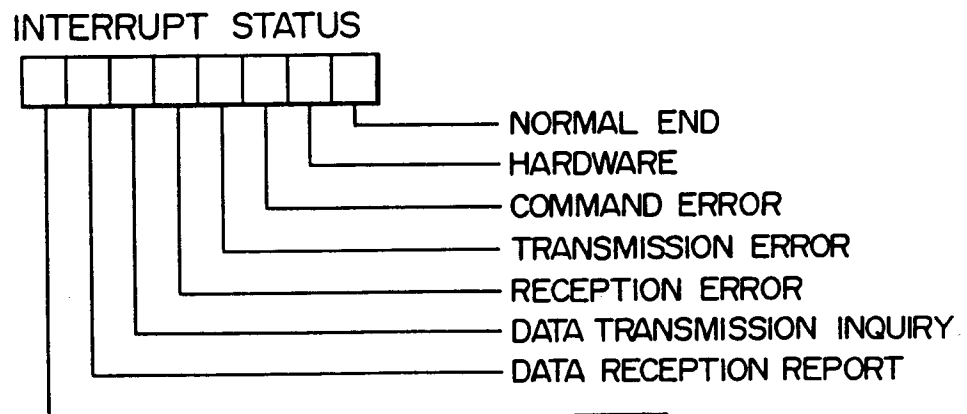 INTERRUPT STATUS
NORMAL END
HARDWARE
COMMAND ERROR
TRANSMISSION ERROR
RECEPTION ERROR
DATA TRANSMISSION INQUIRY
DATA RECEPTION REPORT